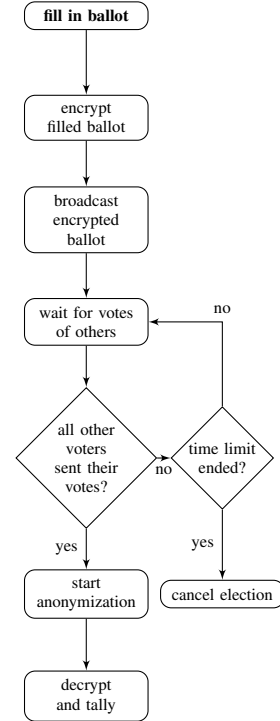 fill in ballot
encrypt
filled ballot
broadcast
encrypted
ballot
wait for votes
of others
no
all other
voters
sent their
votes?
no
time limit
ended?
yes
yes
start
anonymization
cancel election
decrypt
and tally